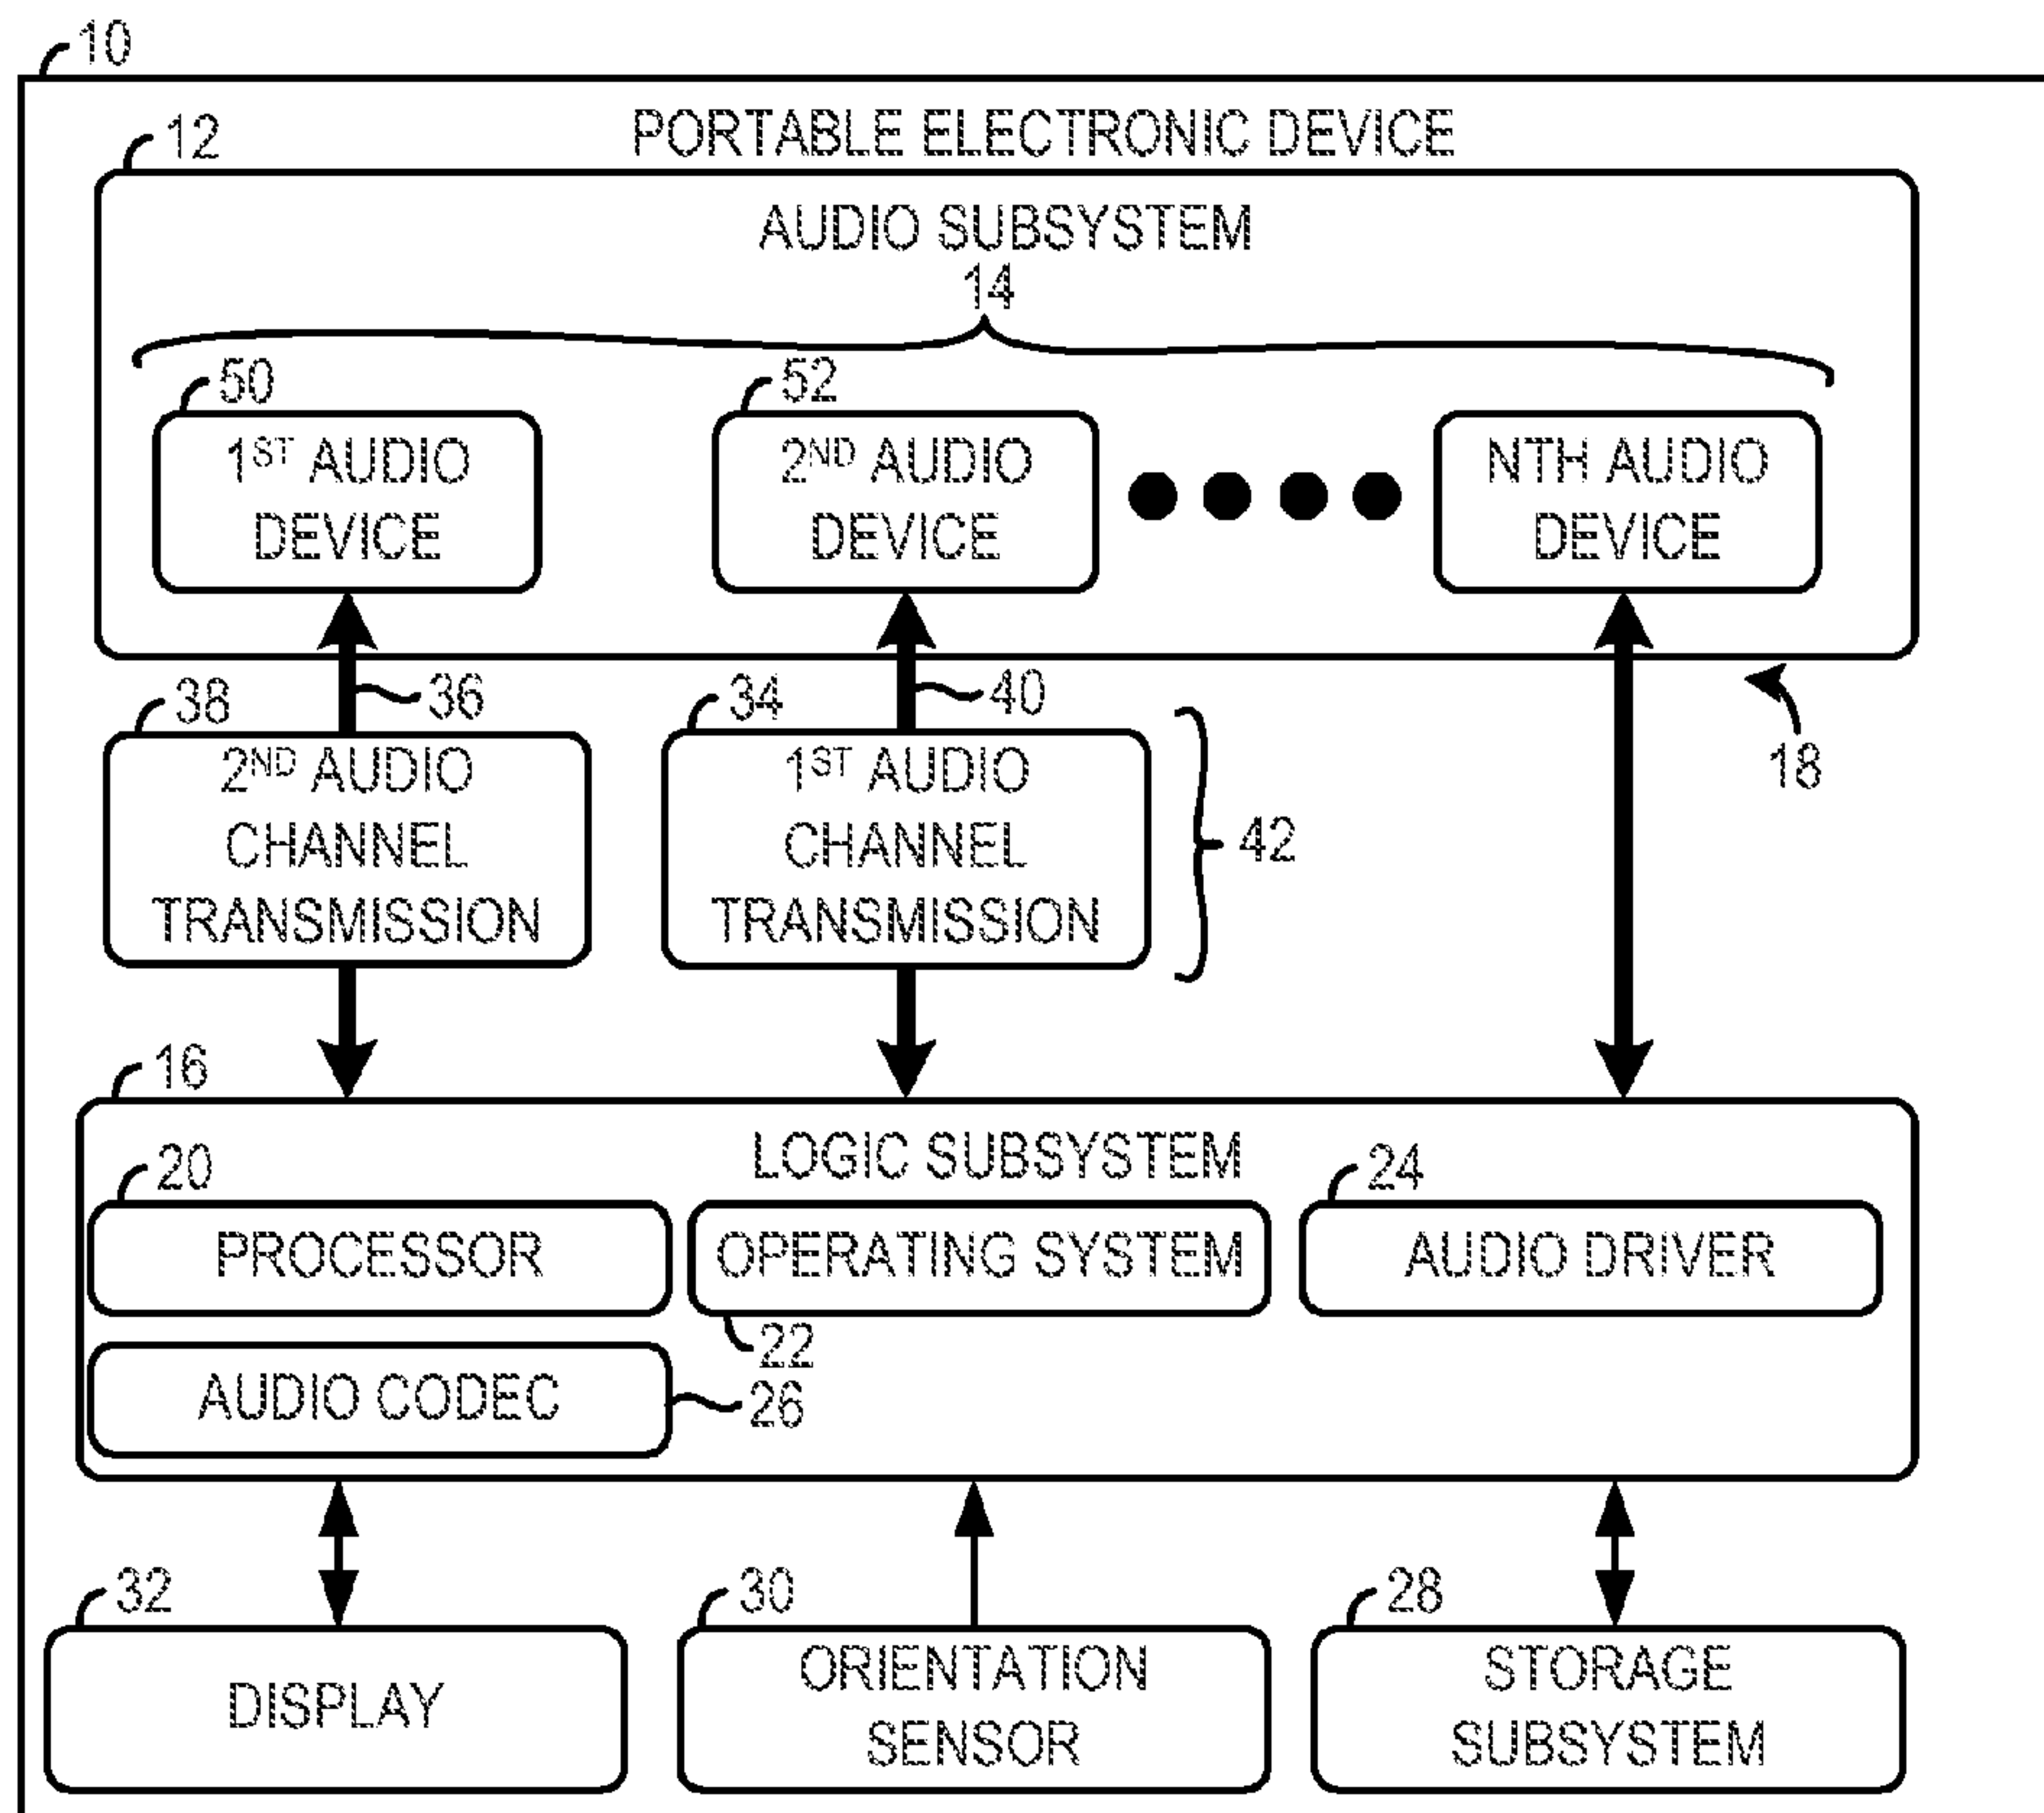 10
PORTABLE ELECTRONIC DEVICE
12
AUDIO SUBSYSTEM
14
50
52
1ST AUDIO
DEVICE
2ND AUDIO
DEVICE
NTH AUDIO
DEVICE
36
40
38
34
18
2ND AUDIO
CHANNEL
TRANSMISSION
1ST AUDIO
CHANNEL
TRANSMISSION
42
16
LOGIC SUBSYSTEM
20
24
PROCESSOR
OPERATING SYSTEM
AUDIO DRIVER
22
AUDIO CODEC
26
32
30
28
DISPLAY
ORIENTATION
SENSOR
STORAGE
SUBSYSTEM